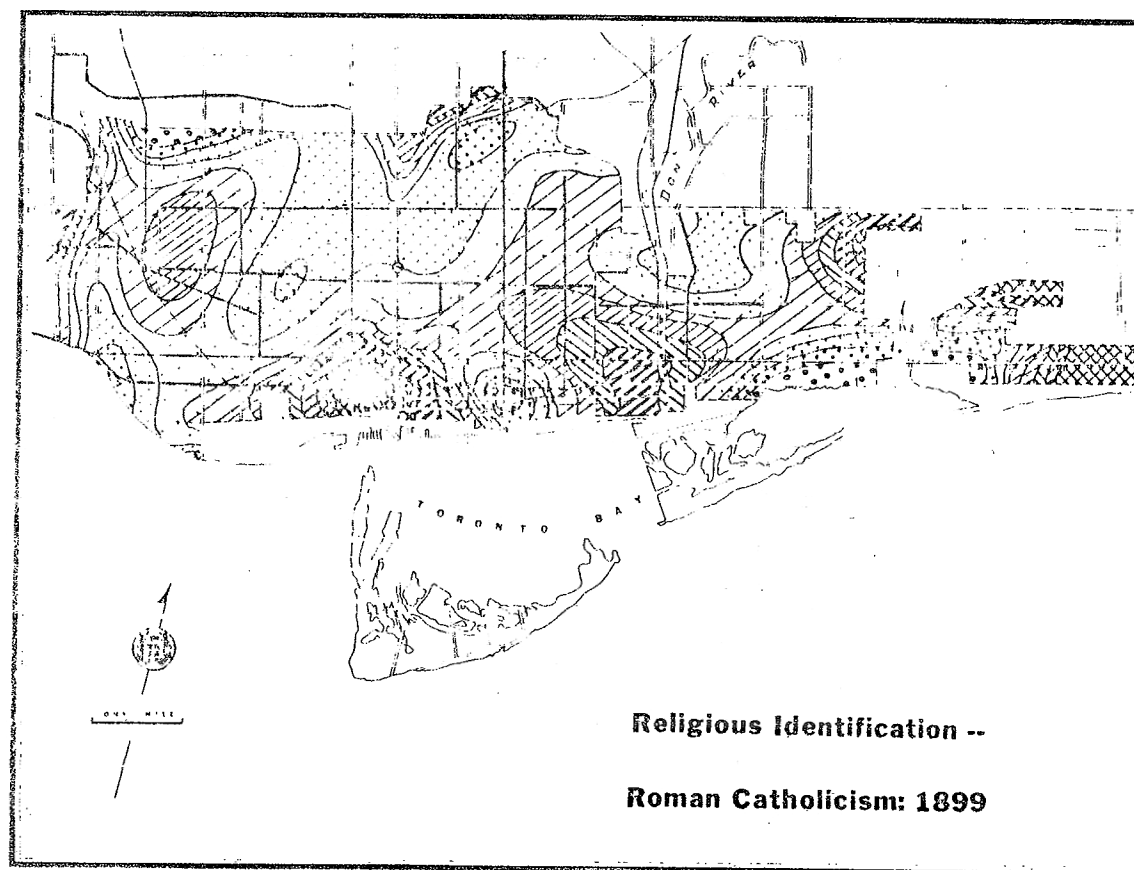 DON RIVER
TORONTO BAY
ONE MILE
Religious Identification --
Roman Catholicism: 1899